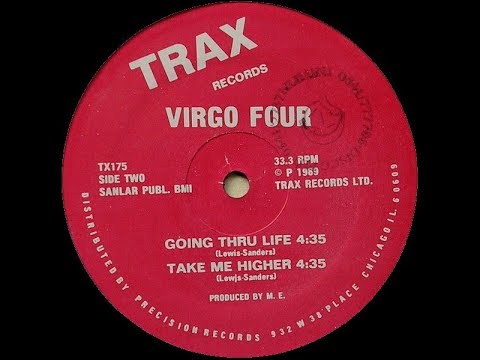 TRAX
RECORDS
VIRGO FOUR
TX175
SIDE TWO
SANLAR PUBL. BMI
33.3 RPM
© P 1989
TRAX RECORDS LTD.
GOING THRU LIFE 4:35
(Lewis-Sanders)
TAKE ME HIGHER 4:35
(Lewis-Sanders)
PRODUCED BY M. E.
DISTRIBUTED BY PRECISION RECORDS 932 W 38 PLACE CHICAGO IL. 60609